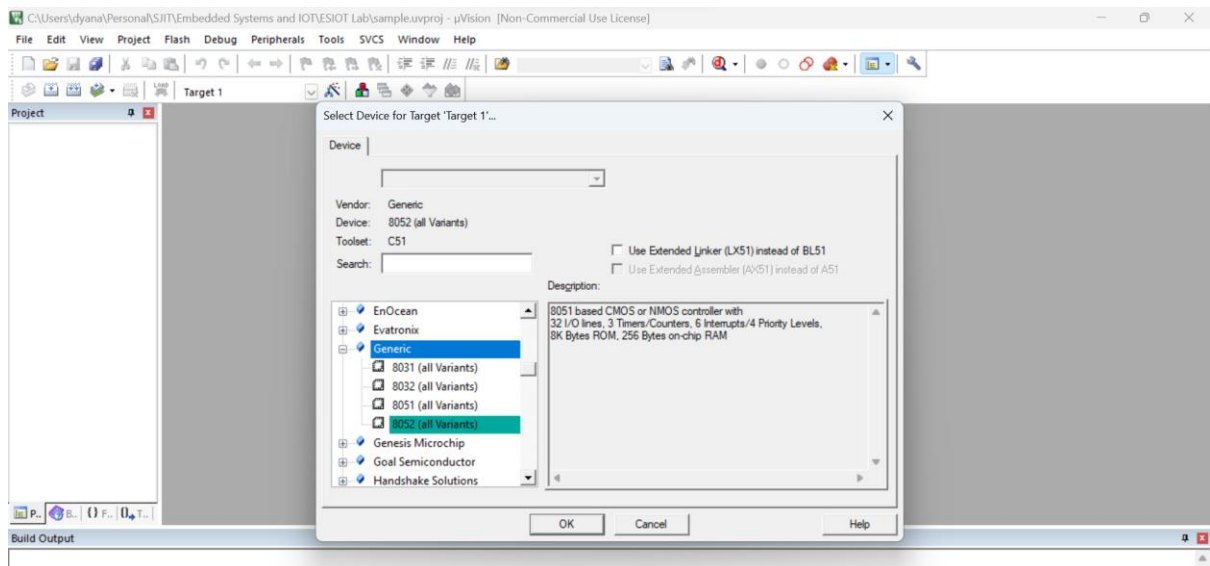 C:\Users\dyana\Personal\SJIT\Embedded Systems and IOT\ESIOT Lab\sample.uvproj - µVision [Non-Commercial Use License]
File Edit View Project Flash Debug Peripherals Tools SVCS Window Help
LOAD Target 1
Project
Select Device for Target 'Target 1'...
Device
Vendor: Generic
Device: 8052 (all Variants)
Toolset: C51
Search:
Use Extended Linker (LX51) instead of BL51
Use Extended Assembler (AX51) instead of A51
Description:
EnOcean
Evatronix
Generic
8031 (all Variants)
8032 (all Variants)
8051 (all Variants)
8052 (all Variants)
Genesis Microchip
Goal Semiconductor
Handshake Solutions
8051 based CMOS or NMOS controller with
32 I/O lines, 3 Timers/Counters, 6 Interrupts/4 Priority Levels,
8K Bytes ROM, 256 Bytes on-chip RAM
OK Cancel Help
P... B... {} F... 0 T...
Build Output